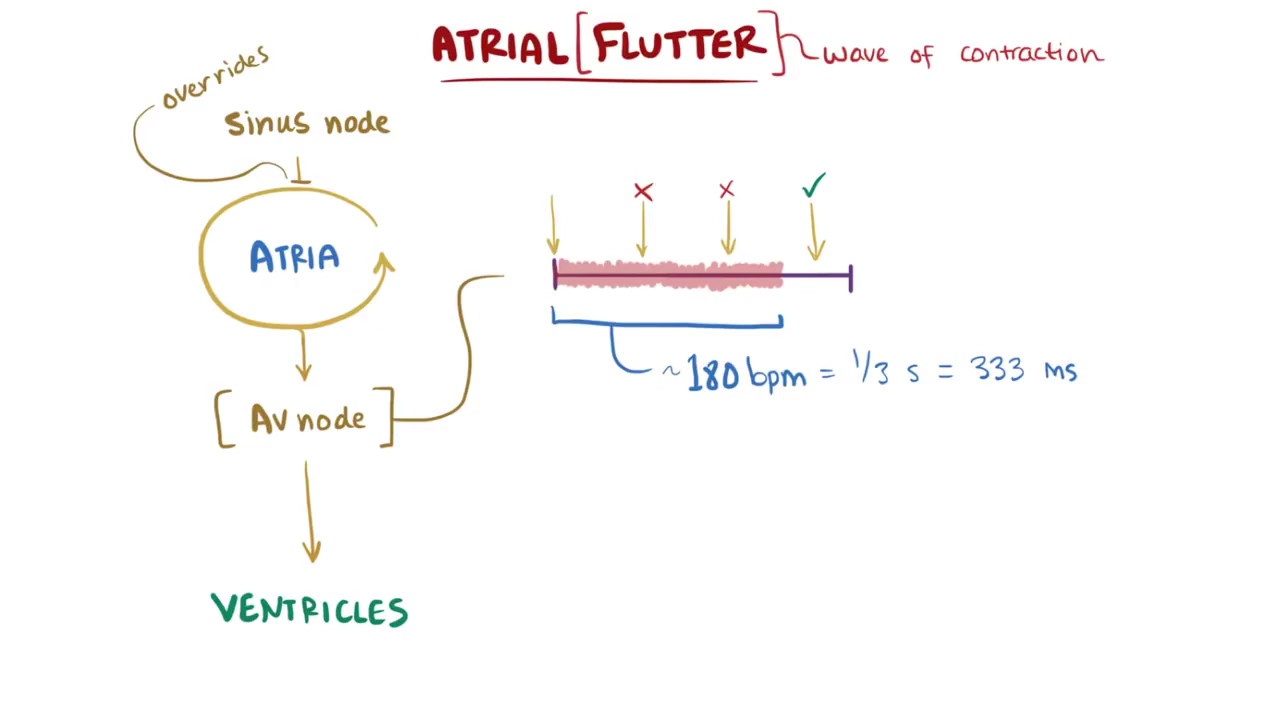 ATRIAL [FLUTTER]
wave of contraction
overrides
Sinus node
ATRIA
[AV node]
VENTRICLES
~180 bpm = 1/3 s = 333 ms